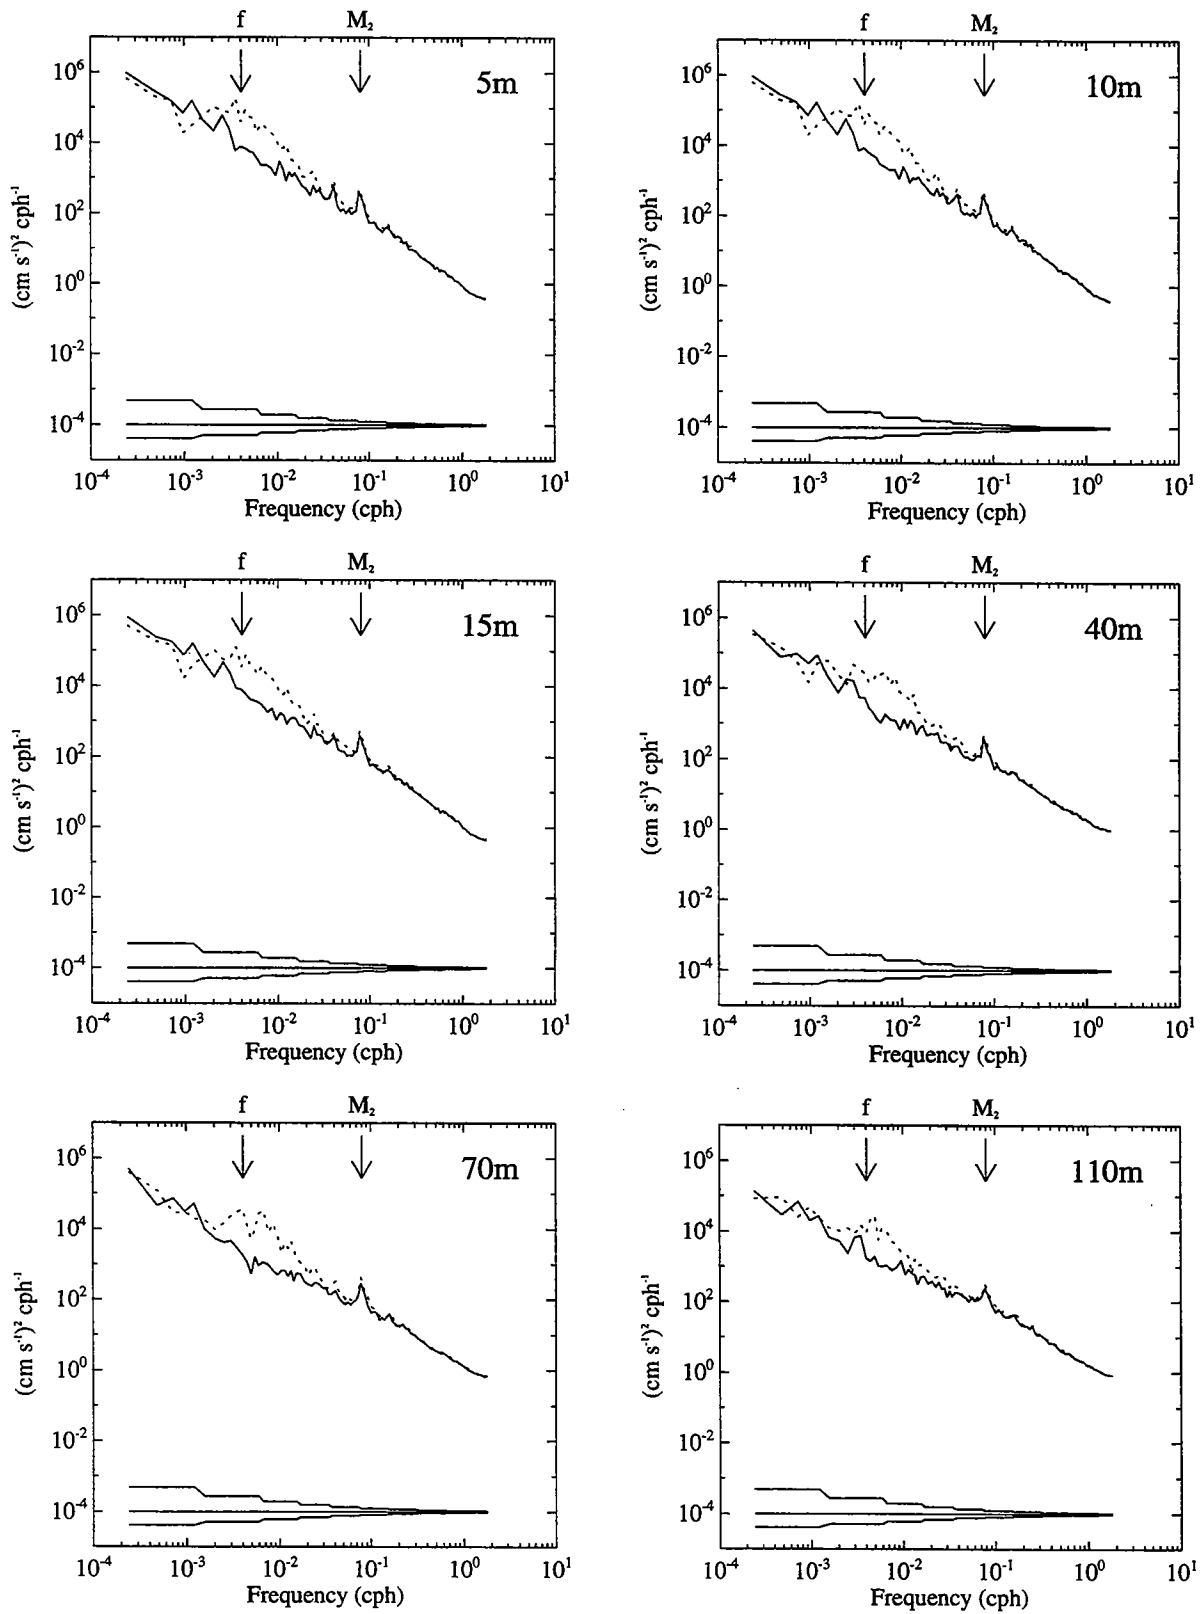 f M₂
5m
10⁶
10⁴
10²
10⁰
10⁻²
10⁻⁴
(cm s⁻¹)² cph⁻¹
10⁻⁴ 10⁻³ 10⁻² 10⁻¹ 10⁰ 10¹
Frequency (cph)
f M₂
10m
10⁶
10⁴
10²
10⁰
10⁻²
10⁻⁴
(cm s⁻¹)² cph⁻¹
10⁻⁴ 10⁻³ 10⁻² 10⁻¹ 10⁰ 10¹
Frequency (cph)
f M₂
15m
10⁶
10⁴
10²
10⁰
10⁻²
10⁻⁴
(cm s⁻¹)² cph⁻¹
10⁻⁴ 10⁻³ 10⁻² 10⁻¹ 10⁰ 10¹
Frequency (cph)
f M₂
40m
10⁶
10⁴
10²
10⁰
10⁻²
10⁻⁴
(cm s⁻¹)² cph⁻¹
10⁻⁴ 10⁻³ 10⁻² 10⁻¹ 10⁰ 10¹
Frequency (cph)
f M₂
70m
10⁶
10⁴
10²
10⁰
10⁻²
10⁻⁴
(cm s⁻¹)² cph⁻¹
10⁻⁴ 10⁻³ 10⁻² 10⁻¹ 10⁰ 10¹
Frequency (cph)
f M₂
110m
10⁶
10⁴
10²
10⁰
10⁻²
10⁻⁴
(cm s⁻¹)² cph⁻¹
10⁻⁴ 10⁻³ 10⁻² 10⁻¹ 10⁰ 10¹
Frequency (cph)